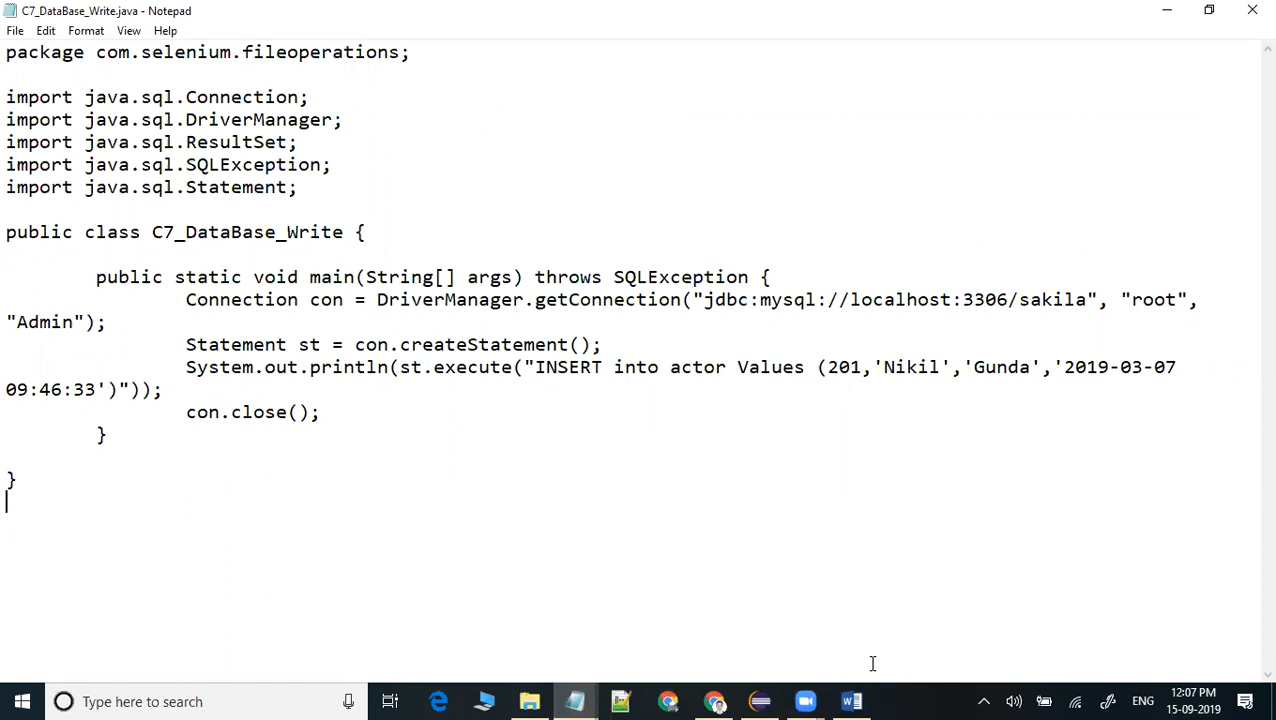 C7_DataBase_Write.java - Notepad
File Edit Format View Help
package com.selenium.fileoperations;
import java.sql.Connection;
import java.sql.DriverManager;
import java.sql.ResultSet;
import java.sql.SQLException;
import java.sql.Statement;
public class C7_DataBase_Write {
public static void main(String[] args) throws SQLException {
Connection con = DriverManager.getConnection("jdbc:mysql://localhost:3306/sakila", "root",
"Admin");
Statement st = con.createStatement();
System.out.println(st.execute("INSERT into actor Values (201,'Nikil','Gunda','2019-03-07
09:46:33')"));
con.close();
}
}
Type here to search
ENG
12:07 PM
15-09-2019